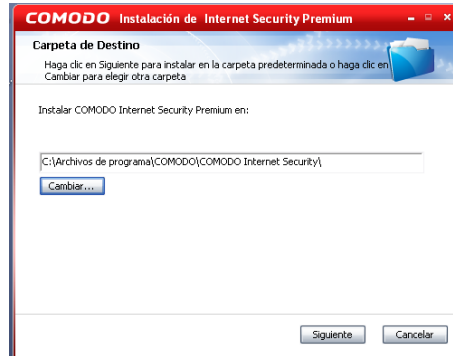 COMODO Instalación de Internet Security Premium
Carpeta de Destino
Haga clic en Siguiente para instalar en la carpeta predeterminada o haga clic en
Cambiar para elegir otra carpeta
Instalar COMODO Internet Security Premium en:
C:\Archivos de programa\COMODO\COMODO Internet Security\
Cambiar...
Siguiente Cancelar